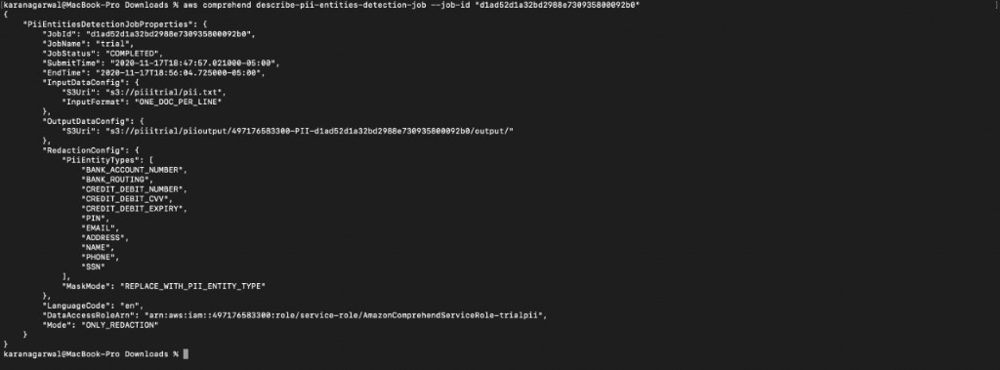 [karanagarwal@MacBook-Pro Downloads % aws comprehend describe-pii-entities-detection-job --job-id "d1ad52d1a32bd2988e730935800092b0" ]
{
"PiiEntitiesDetectionJobProperties": {
"JobId": "d1ad52d1a32bd2988e730935800092b0",
"JobName": "trial",
"JobStatus": "COMPLETED",
"SubmitTime": "2020-11-17T18:47:57.021000-05:00",
"EndTime": "2020-11-17T18:56:04.725000-05:00",
"InputDataConfig": {
"S3Uri": "s3://piiitrial/pii.txt",
"InputFormat": "ONE_DOC_PER_LINE"
},
"OutputDataConfig": {
"S3Uri": "s3://piiitrial/piioutput/497176583300-PII-d1ad52d1a32bd2988e730935800092b0/output/"
},
"RedactionConfig": {
"PiiEntityTypes": [
"BANK_ACCOUNT_NUMBER",
"BANK_ROUTING",
"CREDIT_DEBIT_NUMBER",
"CREDIT_DEBIT_CVV",
"CREDIT_DEBIT_EXPIRY",
"PIN",
"EMAIL",
"ADDRESS",
"NAME",
"PHONE",
"SSN"
],
"MaskMode": "REPLACE_WITH_PII_ENTITY_TYPE"
},
"LanguageCode": "en",
"DataAccessRoleArn": "arn:aws:iam::497176583300:role/service-role/AmazonComprehendServiceRole-trialpii",
"Mode": "ONLY_REDACTION"
}
}
karanagarwal@MacBook-Pro Downloads %